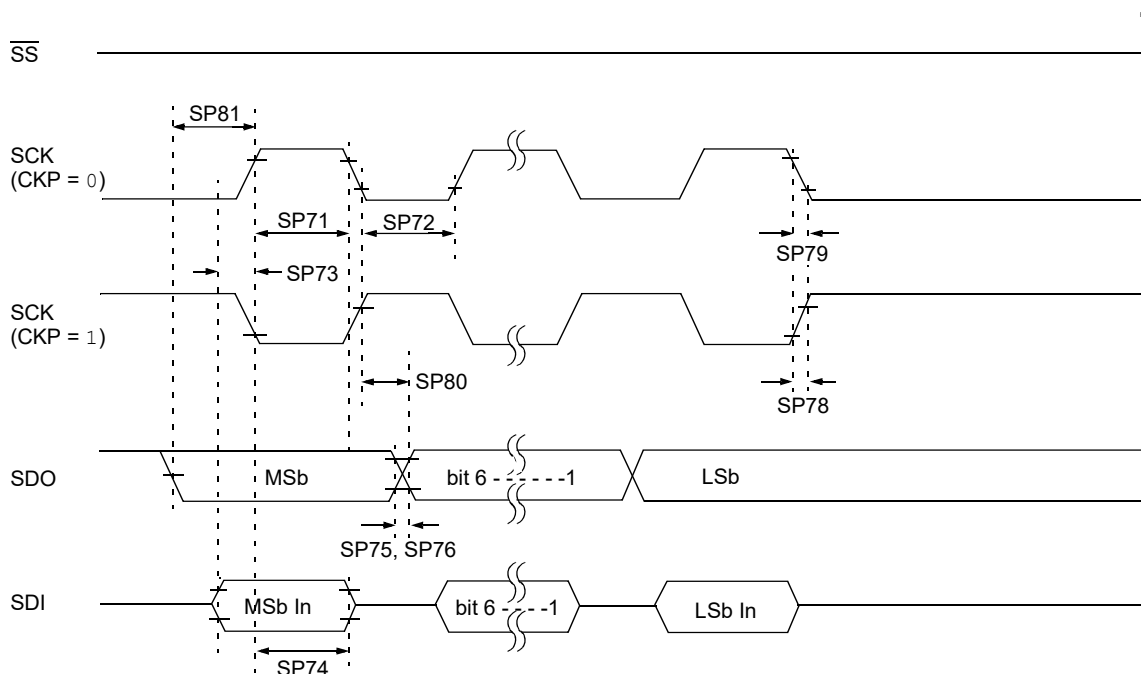 SS
SP81
SCK
(CKP = 0)
SP71
SP72
SP79
SP73
SCK
(CKP = 1)
SP80
SP78
SDO
MSb
bit 6 - - - - - - -1
LSb
SP75, SP76
SDI
MSb In
bit 6 - - - - -1
LSb In
SP74